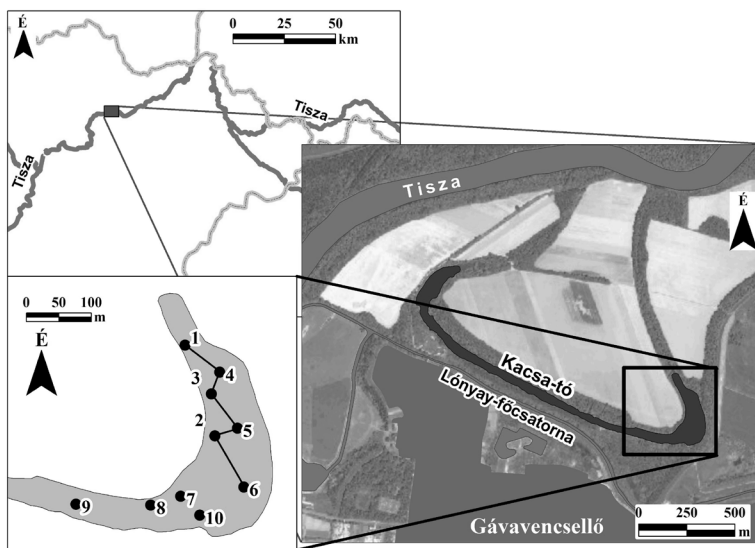 É
0 25 50
km
Tisza
Tisza
Tisza
É
Kacsa-tó
Lónyay-főcsatorna
Gávavencsellő
0 250 500
m
0 50 100
m
É
1
4
3
2
5
6
7
8
9
10